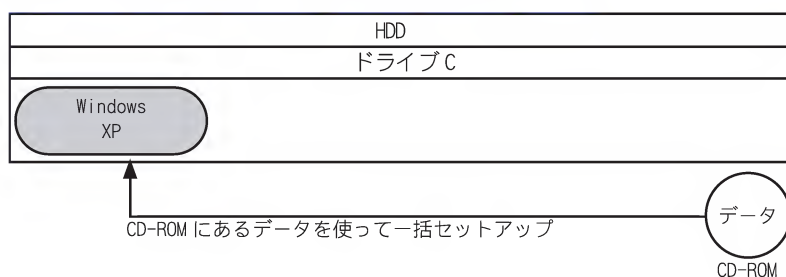 HDD
ドライブC
Windows
XP
CD-ROMにあるデータを使って一括セットアップ
データ
CD-ROM